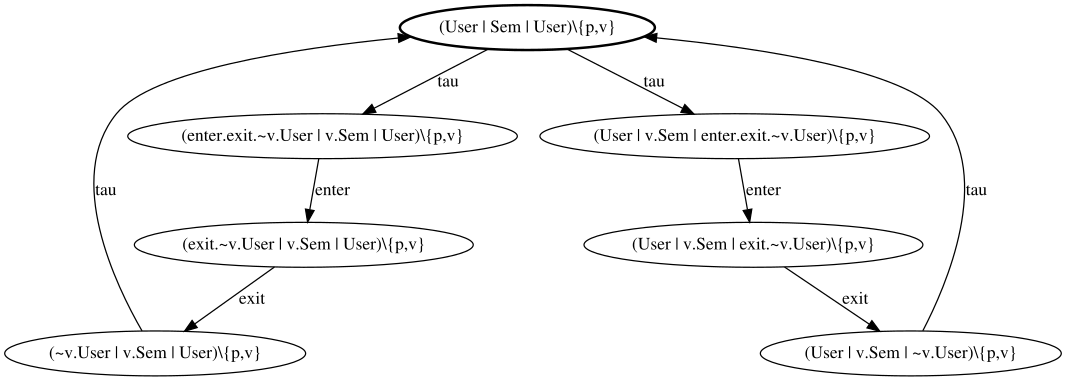 (User | Sem | User)\{p,v}
tau
tau
(enter.exit.~v.User | v.Sem | User)\{p,v}
(User | v.Sem | enter.exit.~v.User)\{p,v}
tau
enter
enter
tau
(exit.~v.User | v.Sem | User)\{p,v}
(User | v.Sem | exit.~v.User)\{p,v}
exit
exit
(~v.User | v.Sem | User)\{p,v}
(User | v.Sem | ~v.User)\{p,v}